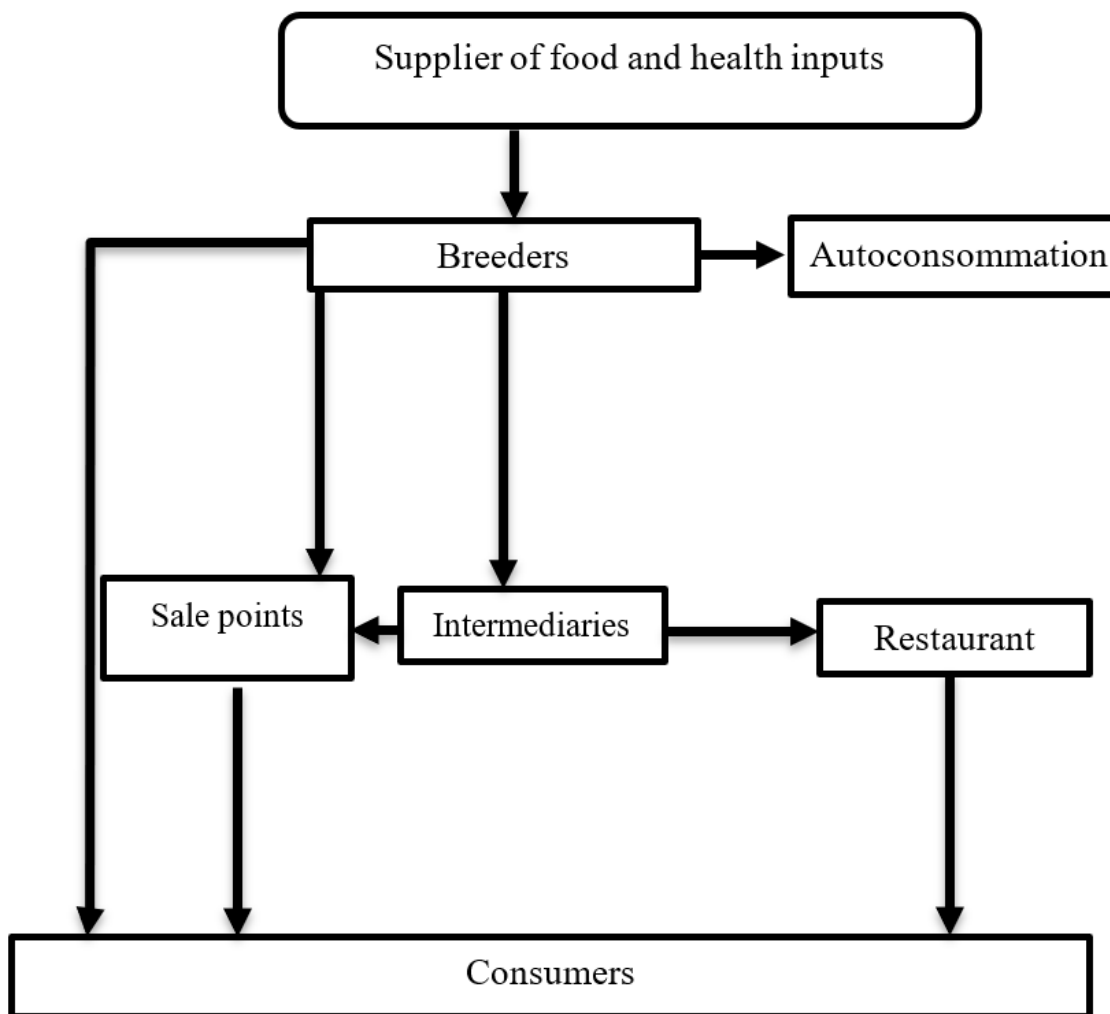 Supplier of food and health inputs
Breeders
Autoconsommation
Sale points
Intermediaries
Restaurant
Consumers